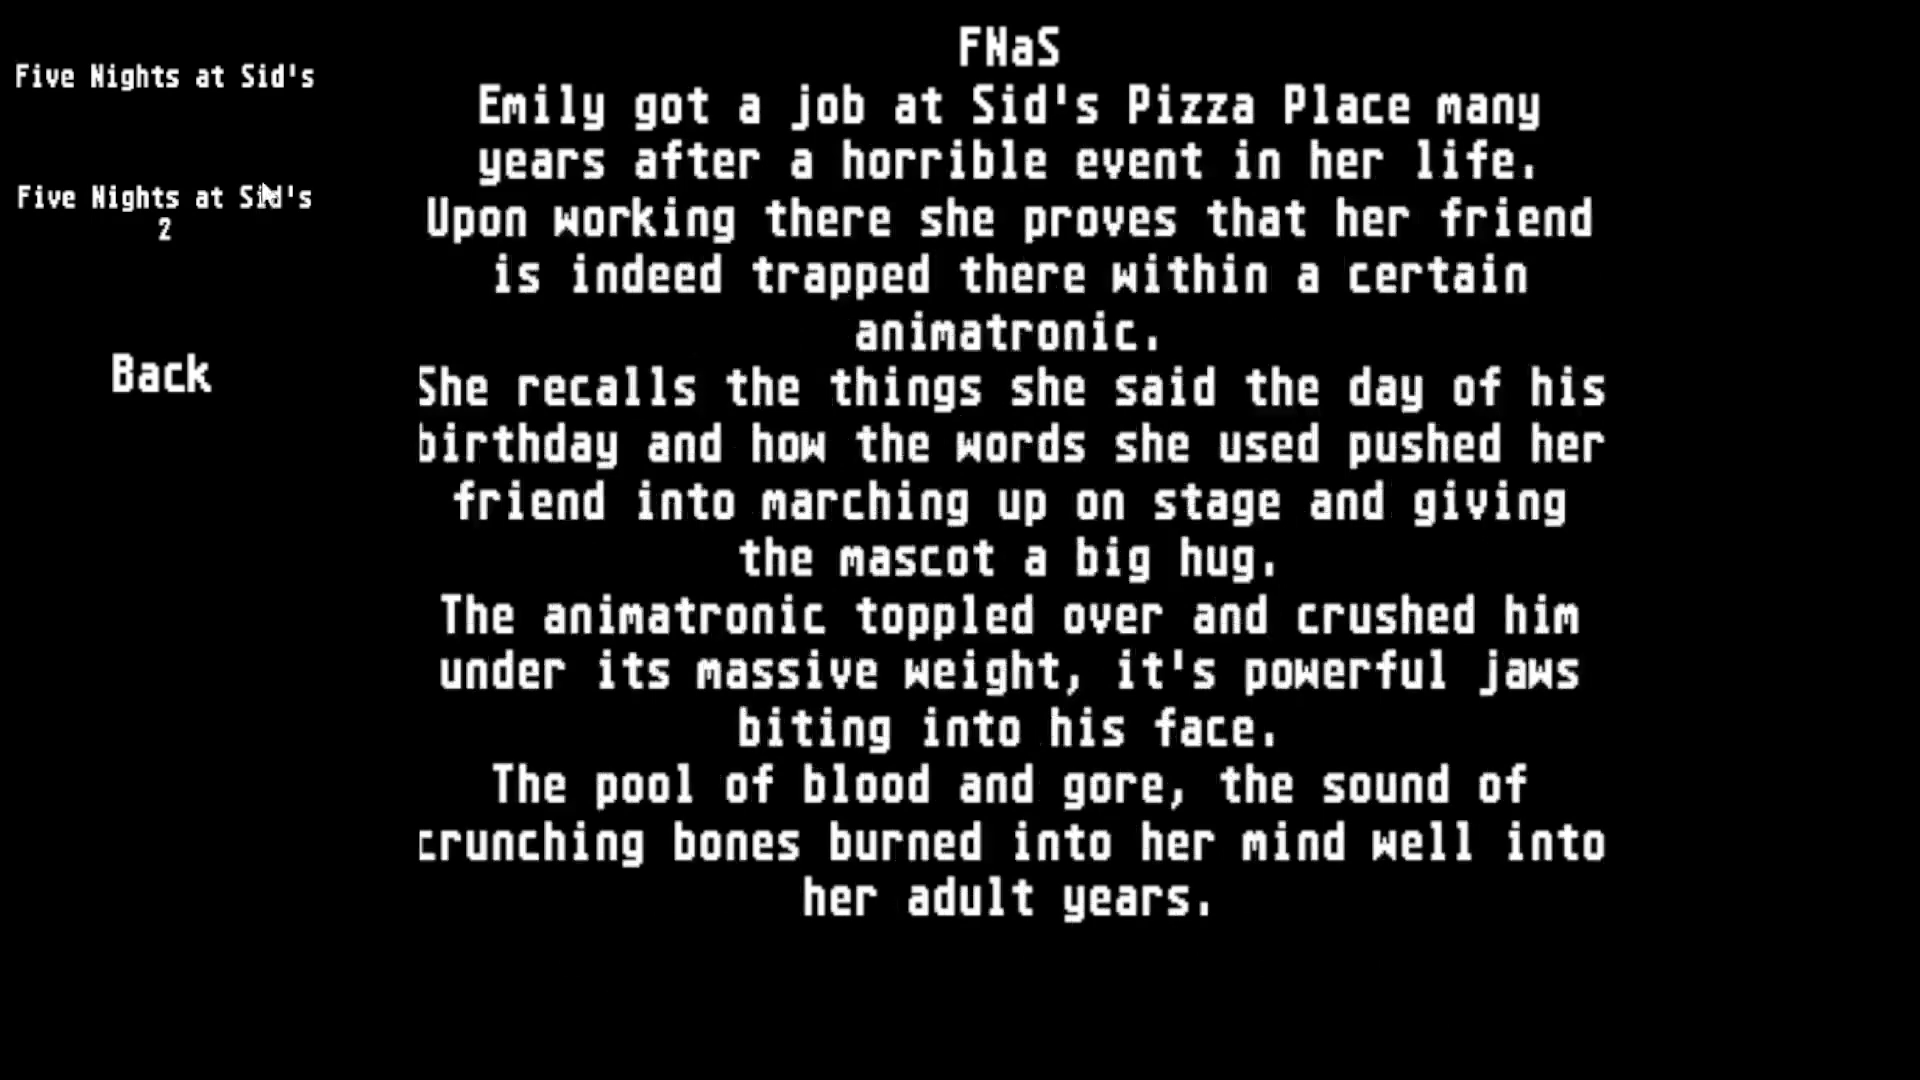 Five Nights at Sid's
Five Nights at Sid's
2
Back
FNaS
Emily got a job at Sid's Pizza Place many
years after a horrible event in her life.
Upon working there she proves that her friend
is indeed trapped there within a certain
animatronic.
She recalls the things she said the day of his
birthday and how the words she used pushed her
friend into marching up on stage and giving
the mascot a big hug.
The animatronic toppled over and crushed him
under its massive weight, it's powerful jaws
biting into his face.
The pool of blood and gore, the sound of
crunching bones burned into her mind well into
her adult years.